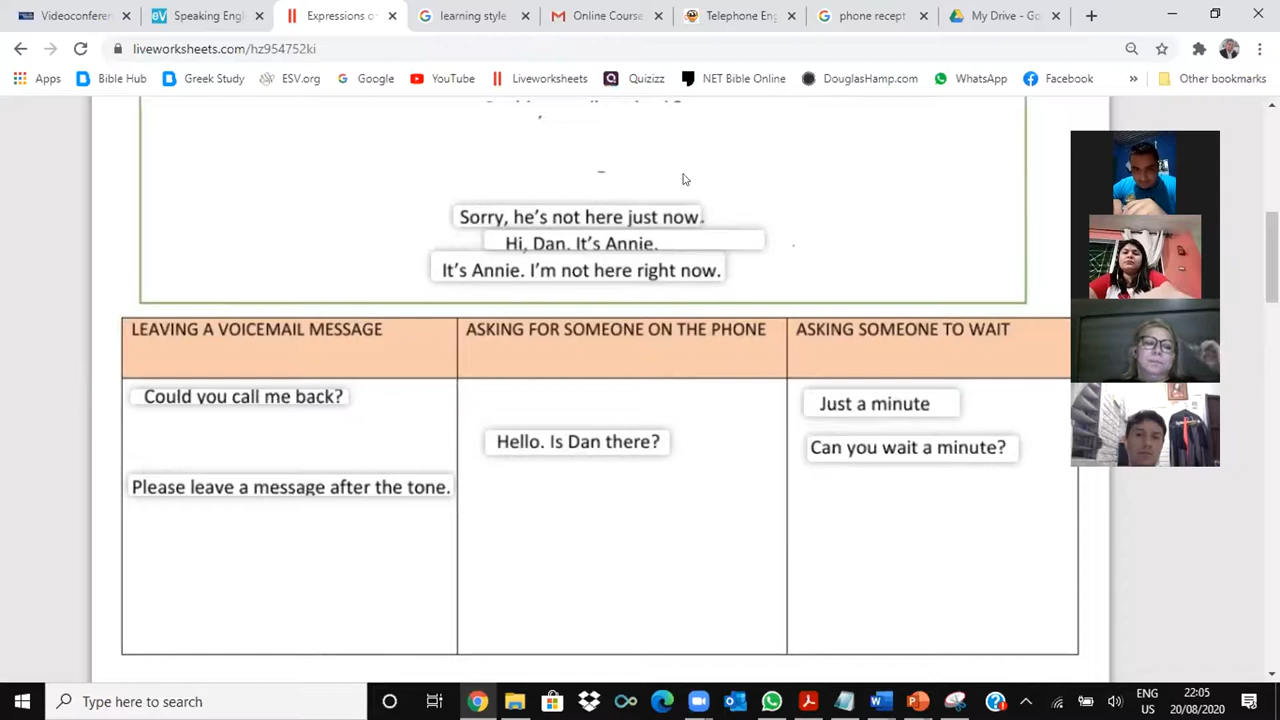 Videoconferen
Speaking Engl
Expressions o
learning style
Online Course
Telephone En
phone recept
My Drive - Go
liveworksheets.com/hz954752ki
Apps
Bible Hub
Greek Study
ESV.org
Google
YouTube
Liveworksheets
Quizizz
NET Bible Online
DouglasHamp.com
WhatsApp
Facebook
»
Other bookmarks
Sorry, he's not here just now.
Hi, Dan. It's Annie.
It's Annie. I'm not here right now.
LEAVING A VOICEMAIL MESSAGE
ASKING FOR SOMEONE ON THE PHONE
ASKING SOMEONE TO WAIT
Could you call me back?
Just a minute
Hello. Is Dan there?
Can you wait a minute?
Please leave a message after the tone.
Type here to search
ENG
US
22:05
20/08/2020